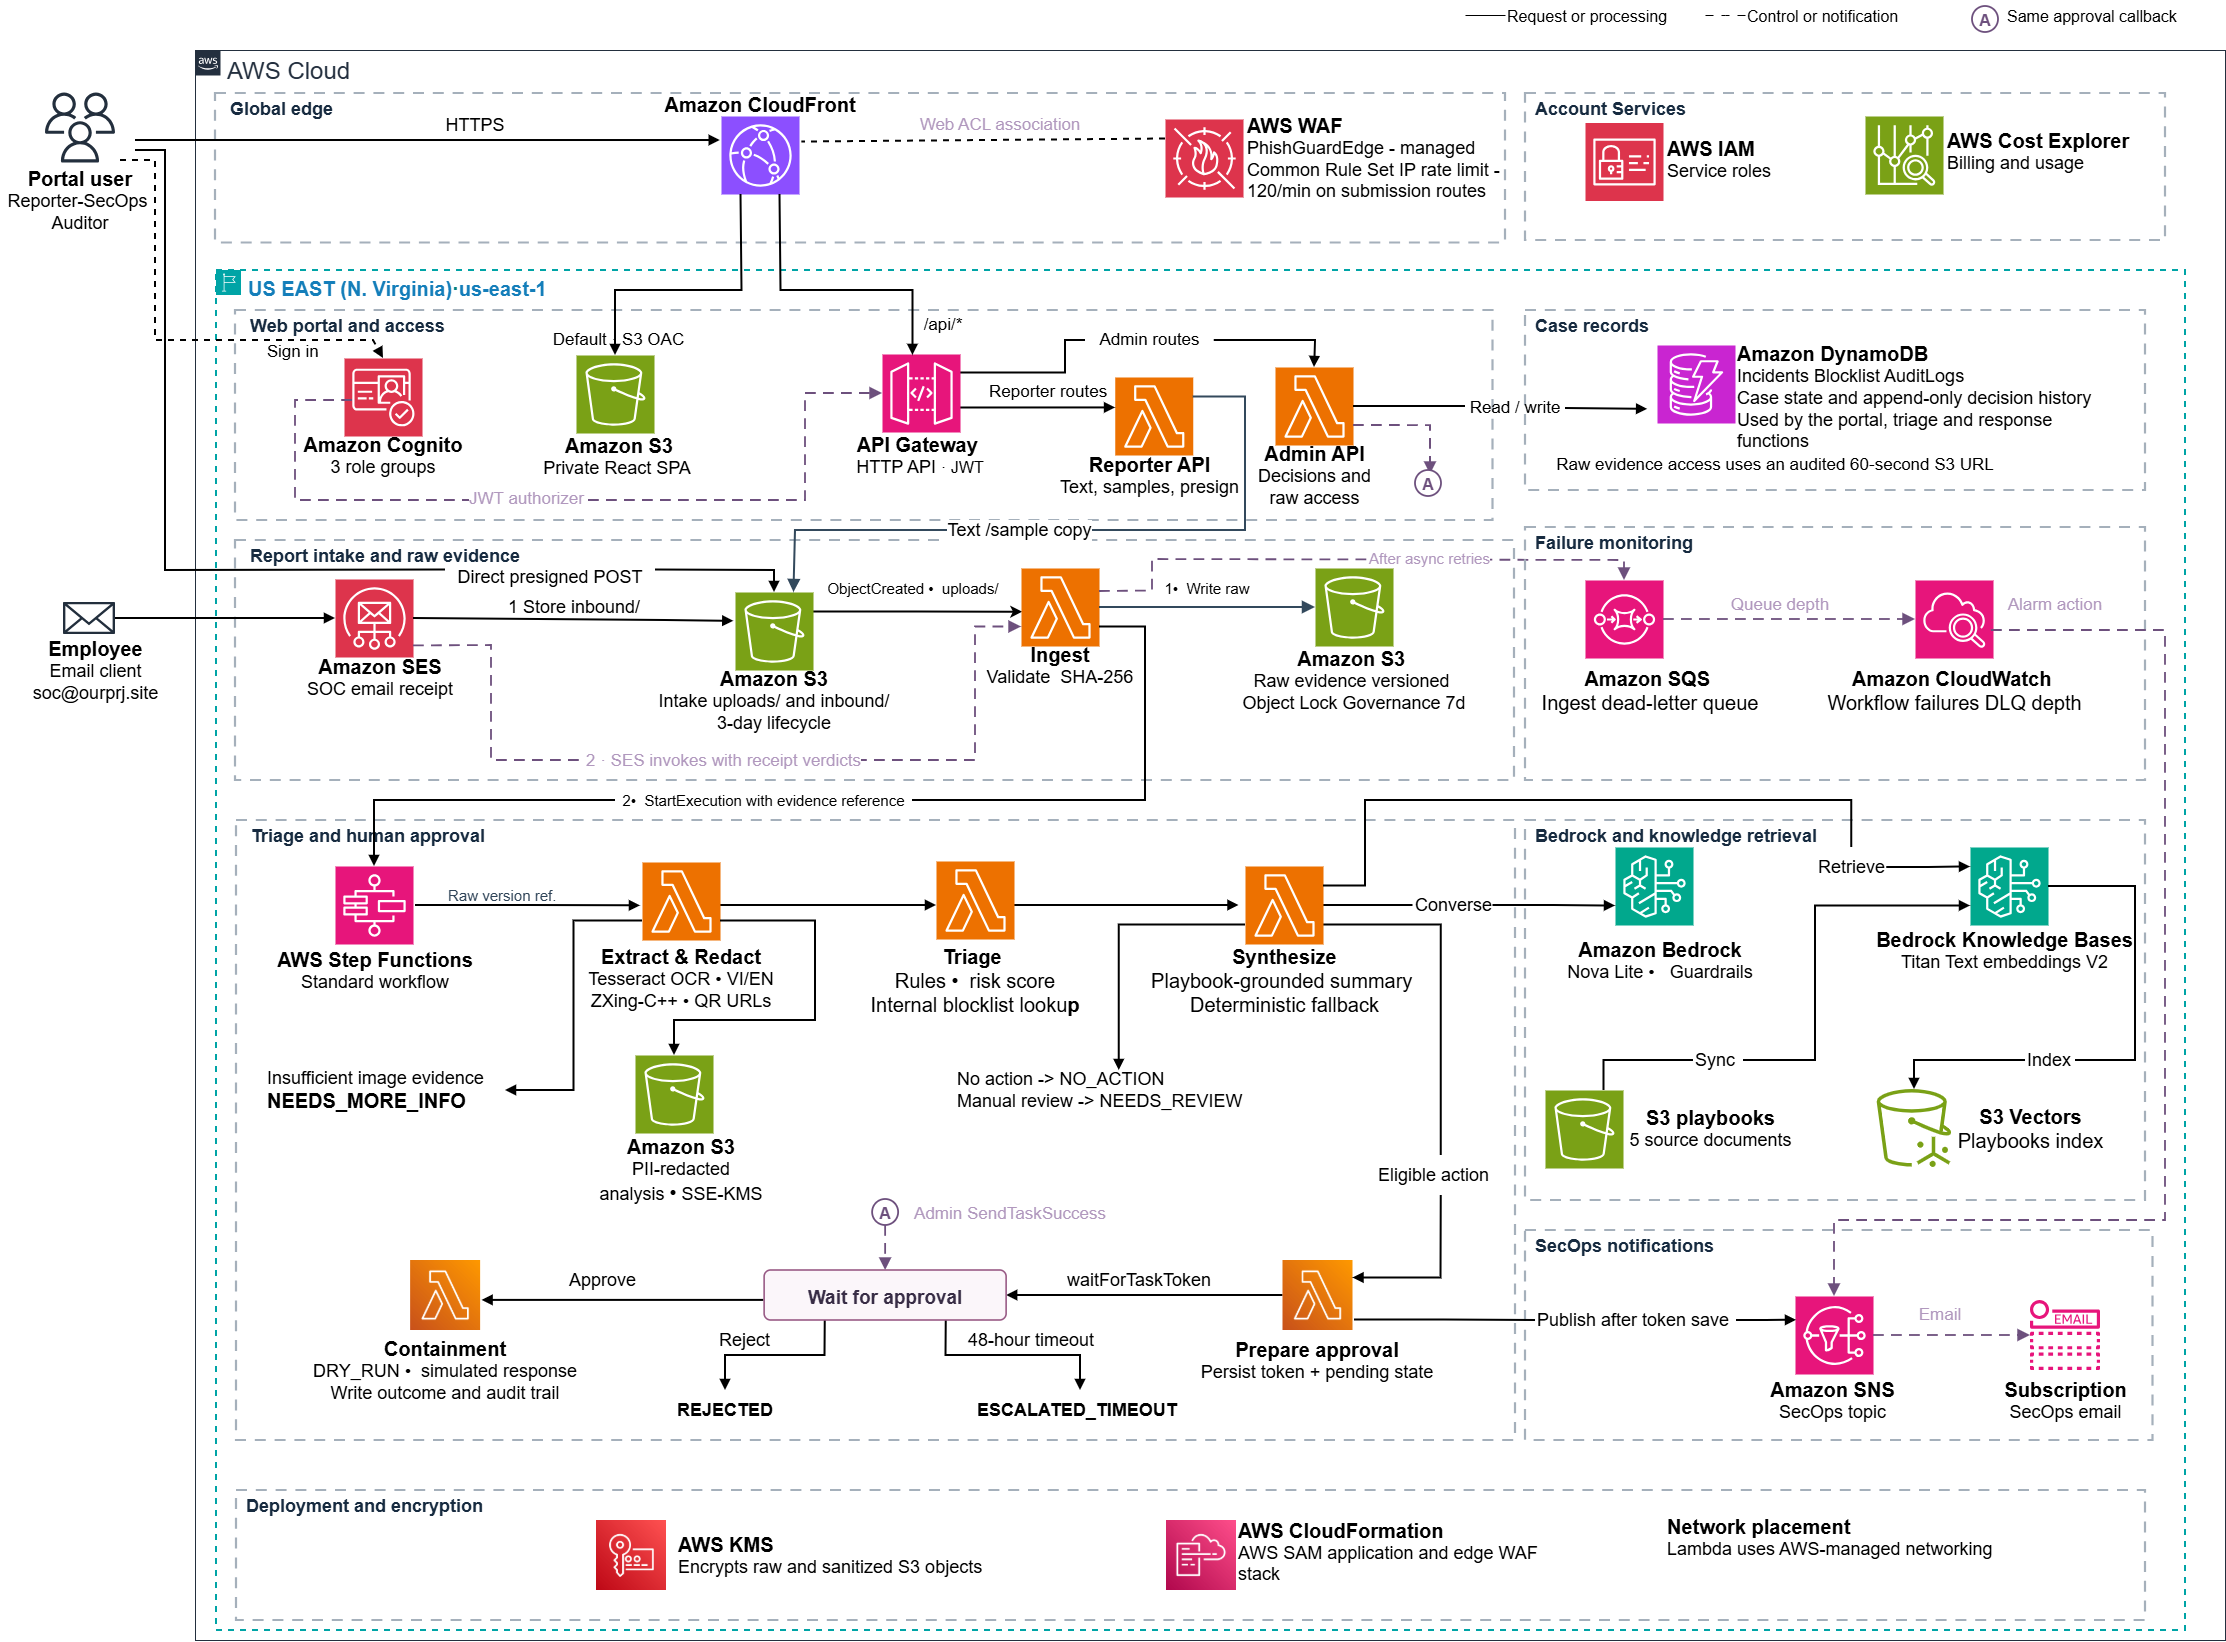 Request or processing
Control or notification
A
Same approval callback
aws
AWS Cloud
Global edge
Amazon CloudFront
HTTPS
Web ACL association
AWS WAF
PhishGuardEdge - managed
Common Rule Set IP rate limit -
120/min on submission routes
Account Services
AWS IAM
Service roles
AWS Cost Explorer
Billing and usage
Portal user
Reporter-SecOps
Auditor
US EAST (N. Virginia)·us-east-1
Web portal and access
Sign in
Default · S3 OAC
/api/*
Admin routes
Reporter routes
Amazon Cognito
3 role groups
Amazon S3
Private React SPA
API Gateway
HTTP API · JWT
Reporter API
Text, samples, presign
Admin API
Decisions and
raw access
A
JWT authorizer
Read / write
Case records
Amazon DynamoDB
Incidents Blocklist AuditLogs
Case state and append-only decision history
Used by the portal, triage and response
functions
Raw evidence access uses an audited 60-second S3 URL
Text /sample copy
Report intake and raw evidence
Direct presigned POST
1 Store inbound/
ObjectCreated • uploads/
After async retries
1• Write raw
Employee
Email client
soc@ourprj.site
Amazon SES
SOC email receipt
Amazon S3
Intake uploads/ and inbound/
3-day lifecycle
Ingest
Validate SHA-256
Amazon S3
Raw evidence versioned
Object Lock Governance 7d
2 · SES invokes with receipt verdicts
Failure monitoring
Queue depth
Alarm action
Amazon SQS
Ingest dead-letter queue
Amazon CloudWatch
Workflow failures DLQ depth
2• StartExecution with evidence reference
Triage and human approval
Raw version ref.
AWS Step Functions
Standard workflow
Extract & Redact
Tesseract OCR • VI/EN
ZXing-C++ • QR URLs
Triage
Rules • risk score
Internal blocklist lookup
Synthesize
Playbook-grounded summary
Deterministic fallback
Converse
Insufficient image evidence
NEEDS_MORE_INFO
Amazon S3
PII-redacted
analysis • SSE-KMS
No action -> NO_ACTION
Manual review -> NEEDS_REVIEW
Eligible action
Bedrock and knowledge retrieval
Retrieve
Amazon Bedrock
Nova Lite • Guardrails
Bedrock Knowledge Bases
Titan Text embeddings V2
Sync
Index
S3 playbooks
5 source documents
S3 Vectors
Playbooks index
A
Admin SendTaskSuccess
Approve
Wait for approval
waitForTaskToken
Reject
48-hour timeout
Containment
DRY_RUN • simulated response
Write outcome and audit trail
REJECTED
ESCALATED_TIMEOUT
Prepare approval
Persist token + pending state
SecOps notifications
Publish after token save
Email
EMAIL
Amazon SNS
SecOps topic
Subscription
SecOps email
Deployment and encryption
AWS KMS
Encrypts raw and sanitized S3 objects
AWS CloudFormation
AWS SAM application and edge WAF
stack
Network placement
Lambda uses AWS-managed networking